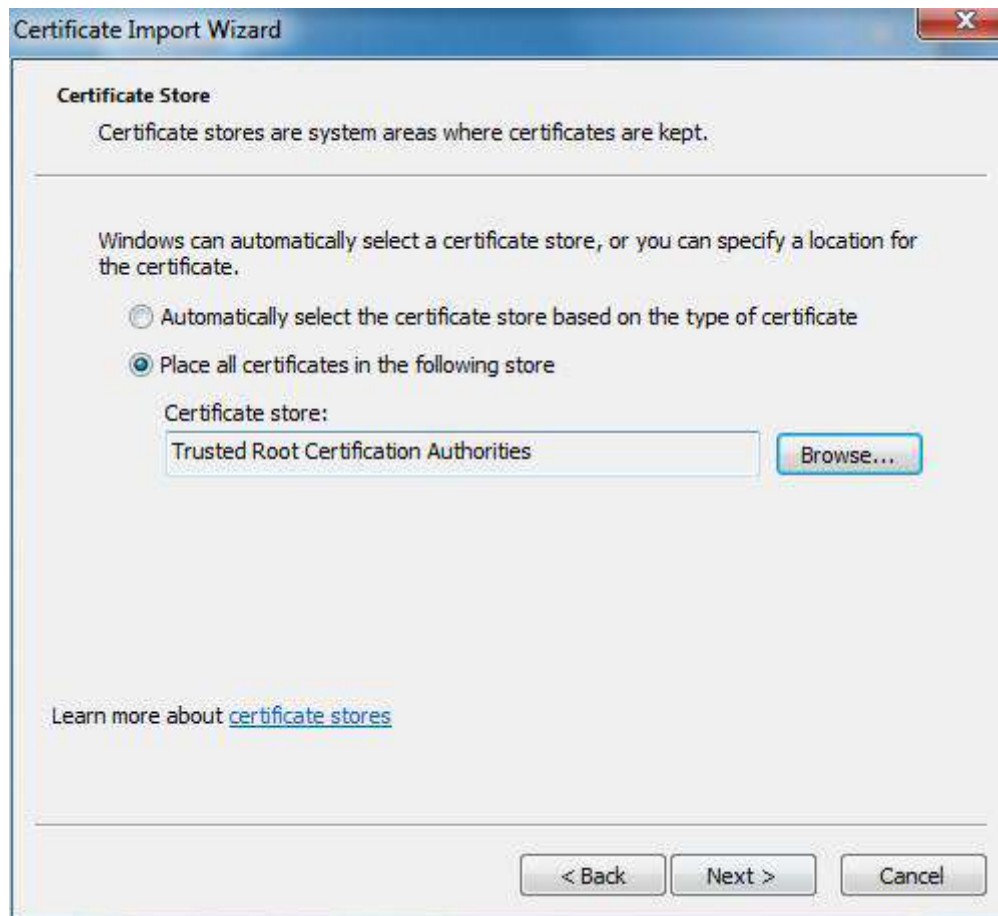 Certificate Import Wizard
Certificate Store
Certificate stores are system areas where certificates are kept.
Windows can automatically select a certificate store, or you can specify a location for
the certificate.
Automatically select the certificate store based on the type of certificate
Place all certificates in the following store
Certificate store:
Trusted Root Certification Authorities
Browse...
Learn more about certificate stores
< Back Next > Cancel